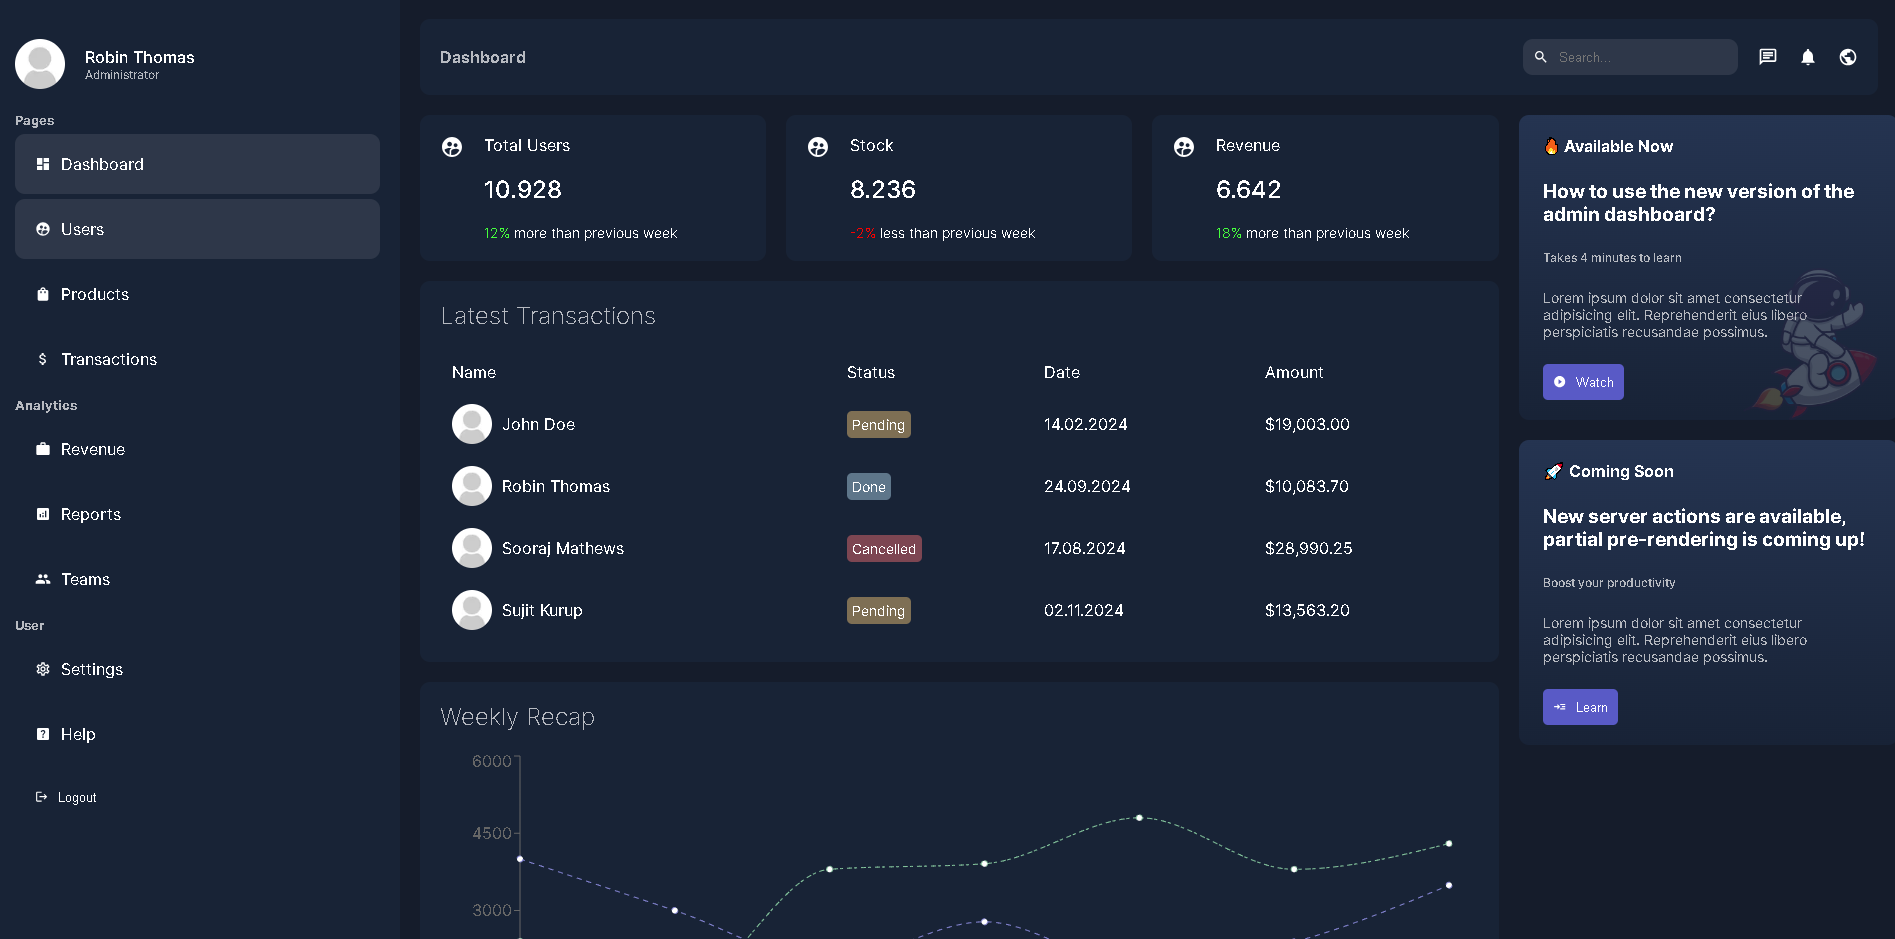 Robin Thomas
Administrator
Pages
Dashboard
Users
Products
Transactions
Analytics
Revenue
Reports
Teams
User
Settings
Help
Logout
Dashboard
Search...
Total Users
10.928
12% more than previous week
Stock
8.236
-2% less than previous week
Revenue
6.642
18% more than previous week
Latest Transactions
Name Status Date Amount
John Doe Pending 14.02.2024 $19,003.00
Robin Thomas Done 24.09.2024 $10,083.70
Sooraj Mathews Cancelled 17.08.2024 $28,990.25
Sujit Kurup Pending 02.11.2024 $13,563.20
Weekly Recap
6000
4500
3000
🔥 Available Now
How to use the new version of the
admin dashboard?
Takes 4 minutes to learn
Lorem ipsum dolor sit amet consectetur
adipisicing elit. Reprehenderit eius libero
perspiciatis recusandae possimus.
Watch
🚀 Coming Soon
New server actions are available,
partial pre-rendering is coming up!
Boost your productivity
Lorem ipsum dolor sit amet consectetur
adipisicing elit. Reprehenderit eius libero
perspiciatis recusandae possimus.
Learn